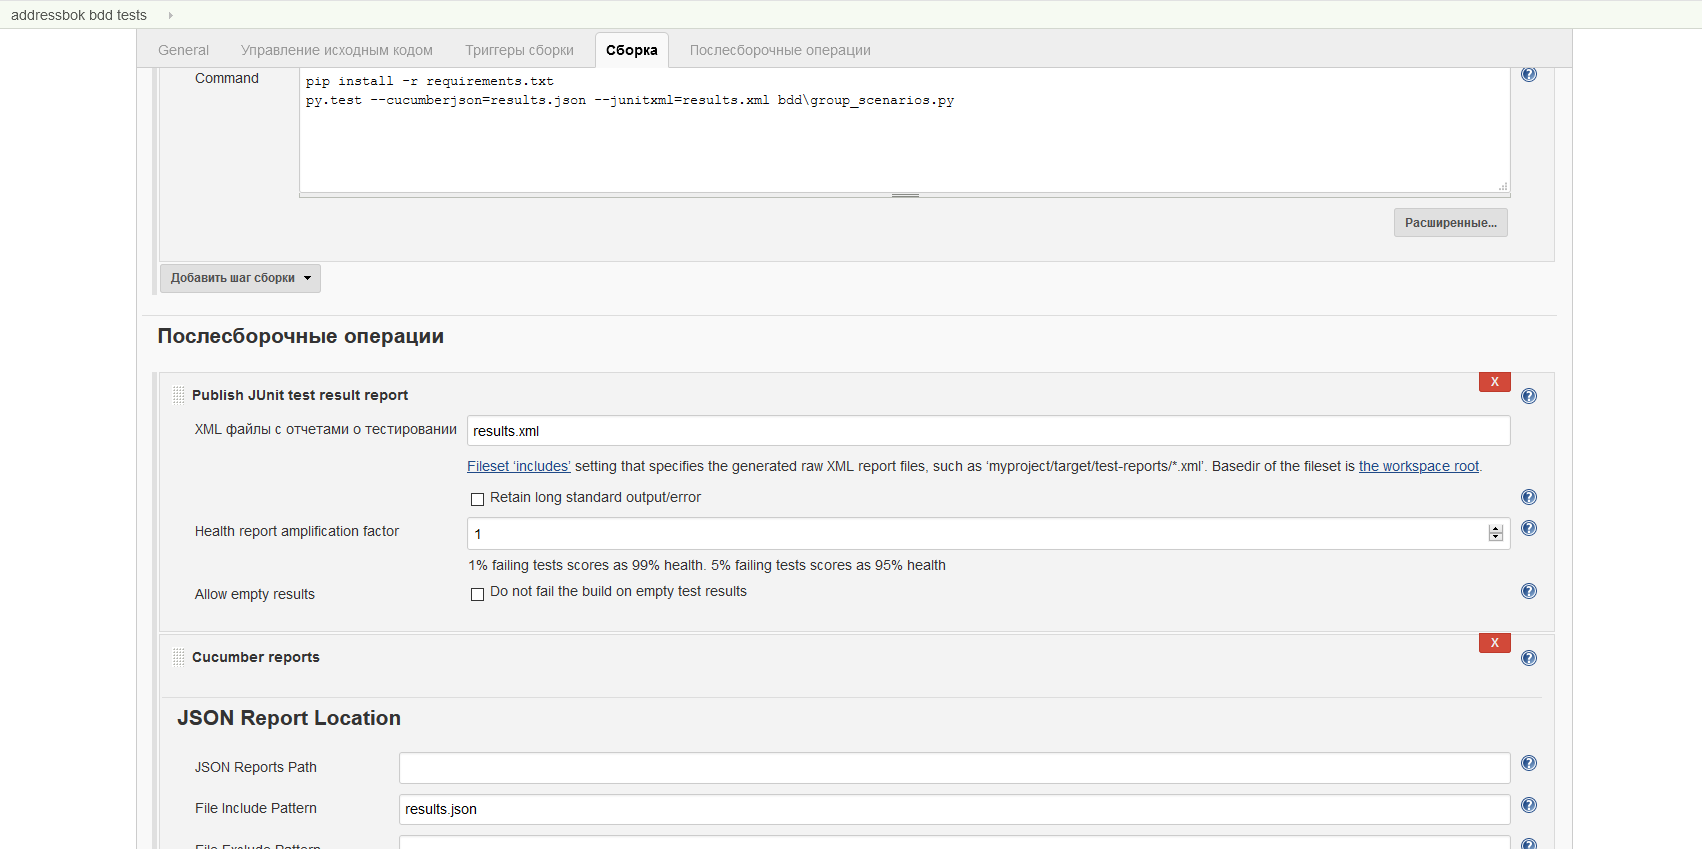 addressbok bdd tests
General Управление исходным кодом Триггеры сборки Сборка Послесборочные операции
Command
pip install -r requirements.txt
py.test --cucumberjson=results.json --junitxml=results.xml bdd\group_scenarios.py
Расширенные...
Добавить шаг сборки
Послесборочные операции
X
Publish JUnit test result report
XML файлы с отчетами о тестировании results.xml
Fileset ‘includes’ setting that specifies the generated raw XML report files, such as ‘myproject/target/test-reports/*.xml’. Basedir of the fileset is the workspace root.
Retain long standard output/error
Health report amplification factor 1
1% failing tests scores as 99% health. 5% failing tests scores as 95% health
Allow empty results Do not fail the build on empty test results
X
Cucumber reports
JSON Report Location
JSON Reports Path
File Include Pattern results.json
File Exclude Pattern